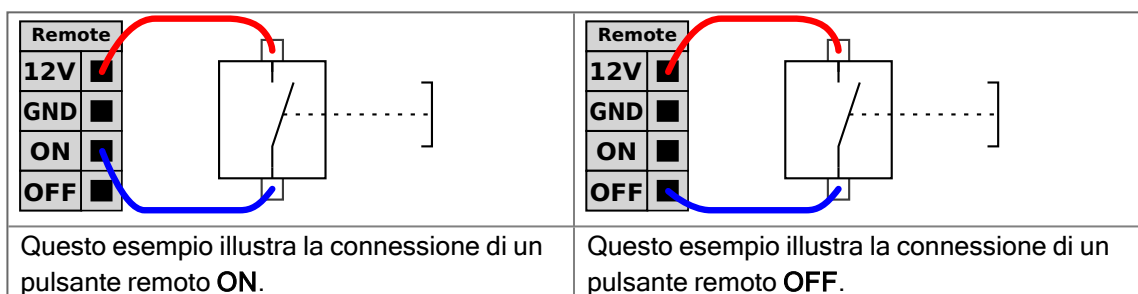 Remote
12V
GND
ON
OFF
Questo esempio illustra la connessione di un
pulsante remoto ON.
Remote
12V
GND
ON
OFF
Questo esempio illustra la connessione di un
pulsante remoto OFF.